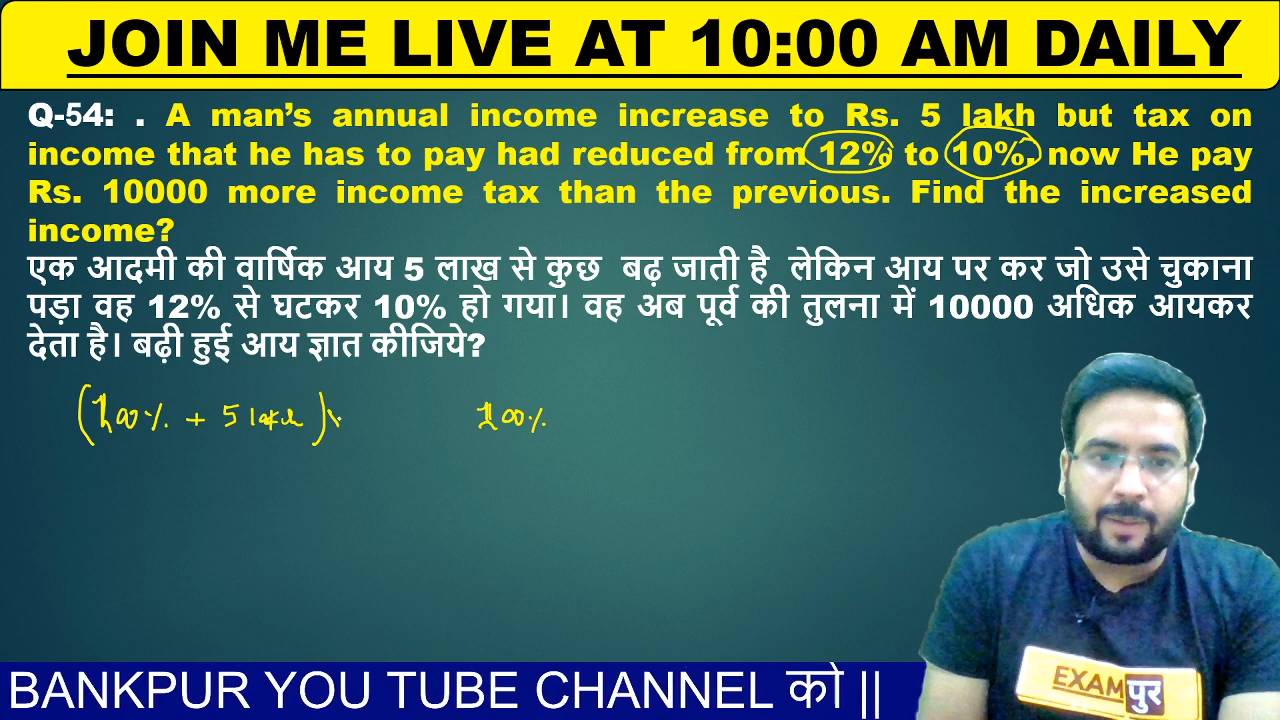 JOIN ME LIVE AT 10:00 AM DAILY
Q-54: . A man’s annual income increase to Rs. 5 lakh but tax on
income that he has to pay had reduced from 12% to 10%. now He pay
Rs. 10000 more income tax than the previous. Find the increased
income?
एक आदमी की वार्षिक आय 5 लाख से कुछ बढ़ जाती है लेकिन आय पर कर जो उसे चुकाना
पड़ा वह 12% से घटकर 10% हो गया। वह अब पूर्व की तुलना में 10000 अधिक आयकर
देता है। बढ़ी हुई आय ज्ञात कीजिये?
(100% + 5 lakh)x 100%
EXAMपुर
BANKPUR YOU TUBE CHANNEL को ||